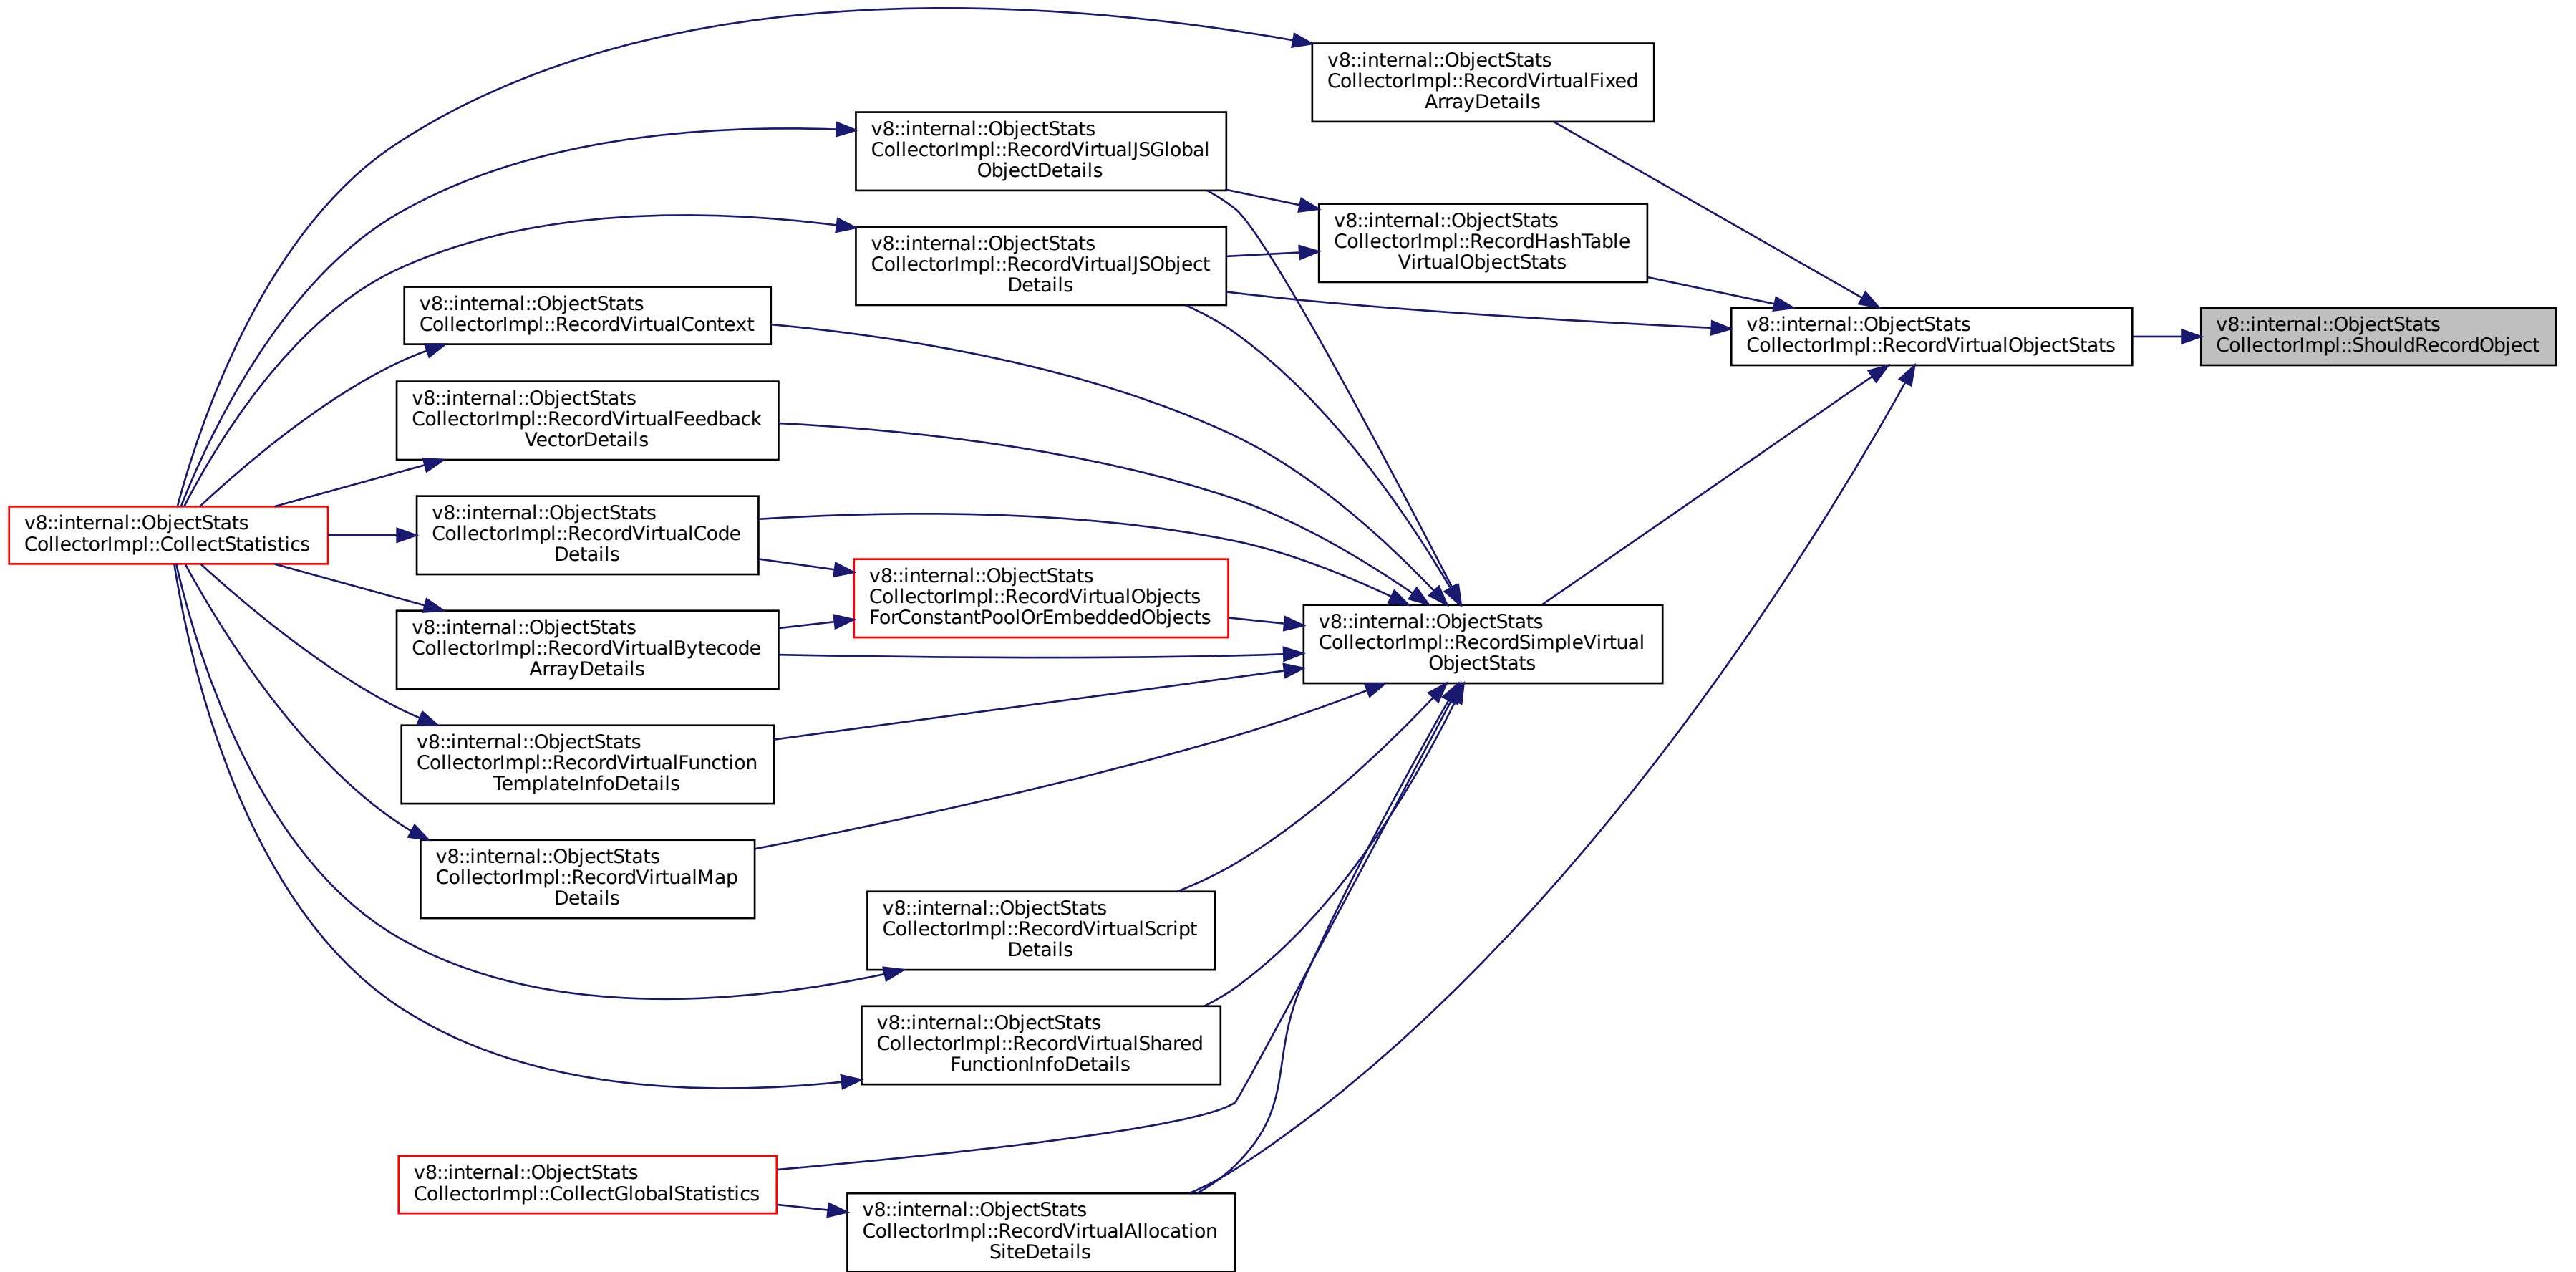 v8::internal::ObjectStats
CollectorImpl::RecordVirtualFixed
ArrayDetails
v8::internal::ObjectStats
CollectorImpl::RecordVirtualJSGlobal
ObjectDetails
v8::internal::ObjectStats
CollectorImpl::RecordHashTable
VirtualObjectStats
v8::internal::ObjectStats
CollectorImpl::RecordVirtualJSObject
Details
v8::internal::ObjectStats
CollectorImpl::RecordVirtualContext
v8::internal::ObjectStats
CollectorImpl::RecordVirtualObjectStats
v8::internal::ObjectStats
CollectorImpl::ShouldRecordObject
v8::internal::ObjectStats
CollectorImpl::RecordVirtualFeedback
VectorDetails
v8::internal::ObjectStats
CollectorImpl::CollectStatistics
v8::internal::ObjectStats
CollectorImpl::RecordVirtualCode
Details
v8::internal::ObjectStats
CollectorImpl::RecordVirtualObjects
ForConstantPoolOrEmbeddedObjects
v8::internal::ObjectStats
CollectorImpl::RecordVirtualBytecode
ArrayDetails
v8::internal::ObjectStats
CollectorImpl::RecordSimpleVirtual
ObjectStats
v8::internal::ObjectStats
CollectorImpl::RecordVirtualFunction
TemplateInfoDetails
v8::internal::ObjectStats
CollectorImpl::RecordVirtualMap
Details
v8::internal::ObjectStats
CollectorImpl::RecordVirtualScript
Details
v8::internal::ObjectStats
CollectorImpl::RecordVirtualShared
FunctionInfoDetails
v8::internal::ObjectStats
CollectorImpl::CollectGlobalStatistics
v8::internal::ObjectStats
CollectorImpl::RecordVirtualAllocation
SiteDetails